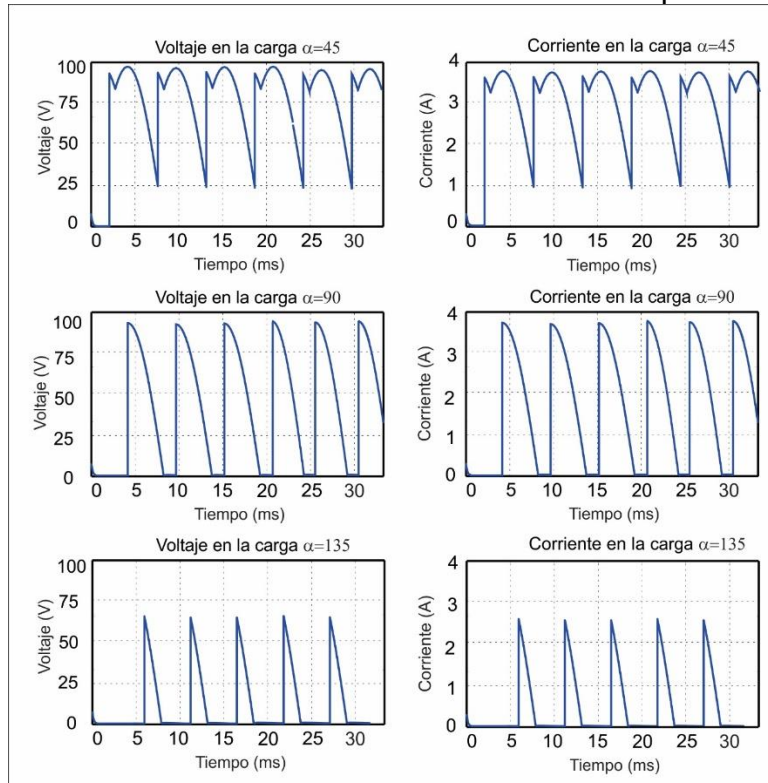 Voltaje en la carga α=45
Voltaje (V)
100
75
50
25
0
0 5 10 15 20 25 30
Tiempo (ms)
Corriente en la carga α=45
Corriente (A)
4
3
2
1
0
0 5 10 15 20 25 30
Tiempo (ms)
Voltaje en la carga α=90
Voltaje (V)
100
75
50
25
0
0 5 10 15 20 25 30
Tiempo (ms)
Corriente en la carga α=90
Corriente (A)
4
3
2
1
0
0 5 10 15 20 25 30
Tiempo (ms)
Voltaje en la carga α=135
Voltaje (V)
100
75
50
25
0
0 5 10 15 20 25 30
Tiempo (ms)
Corriente en la carga α=135
Corriente (A)
4
3
2
1
0
0 5 10 15 20 25 30
Tiempo (ms)